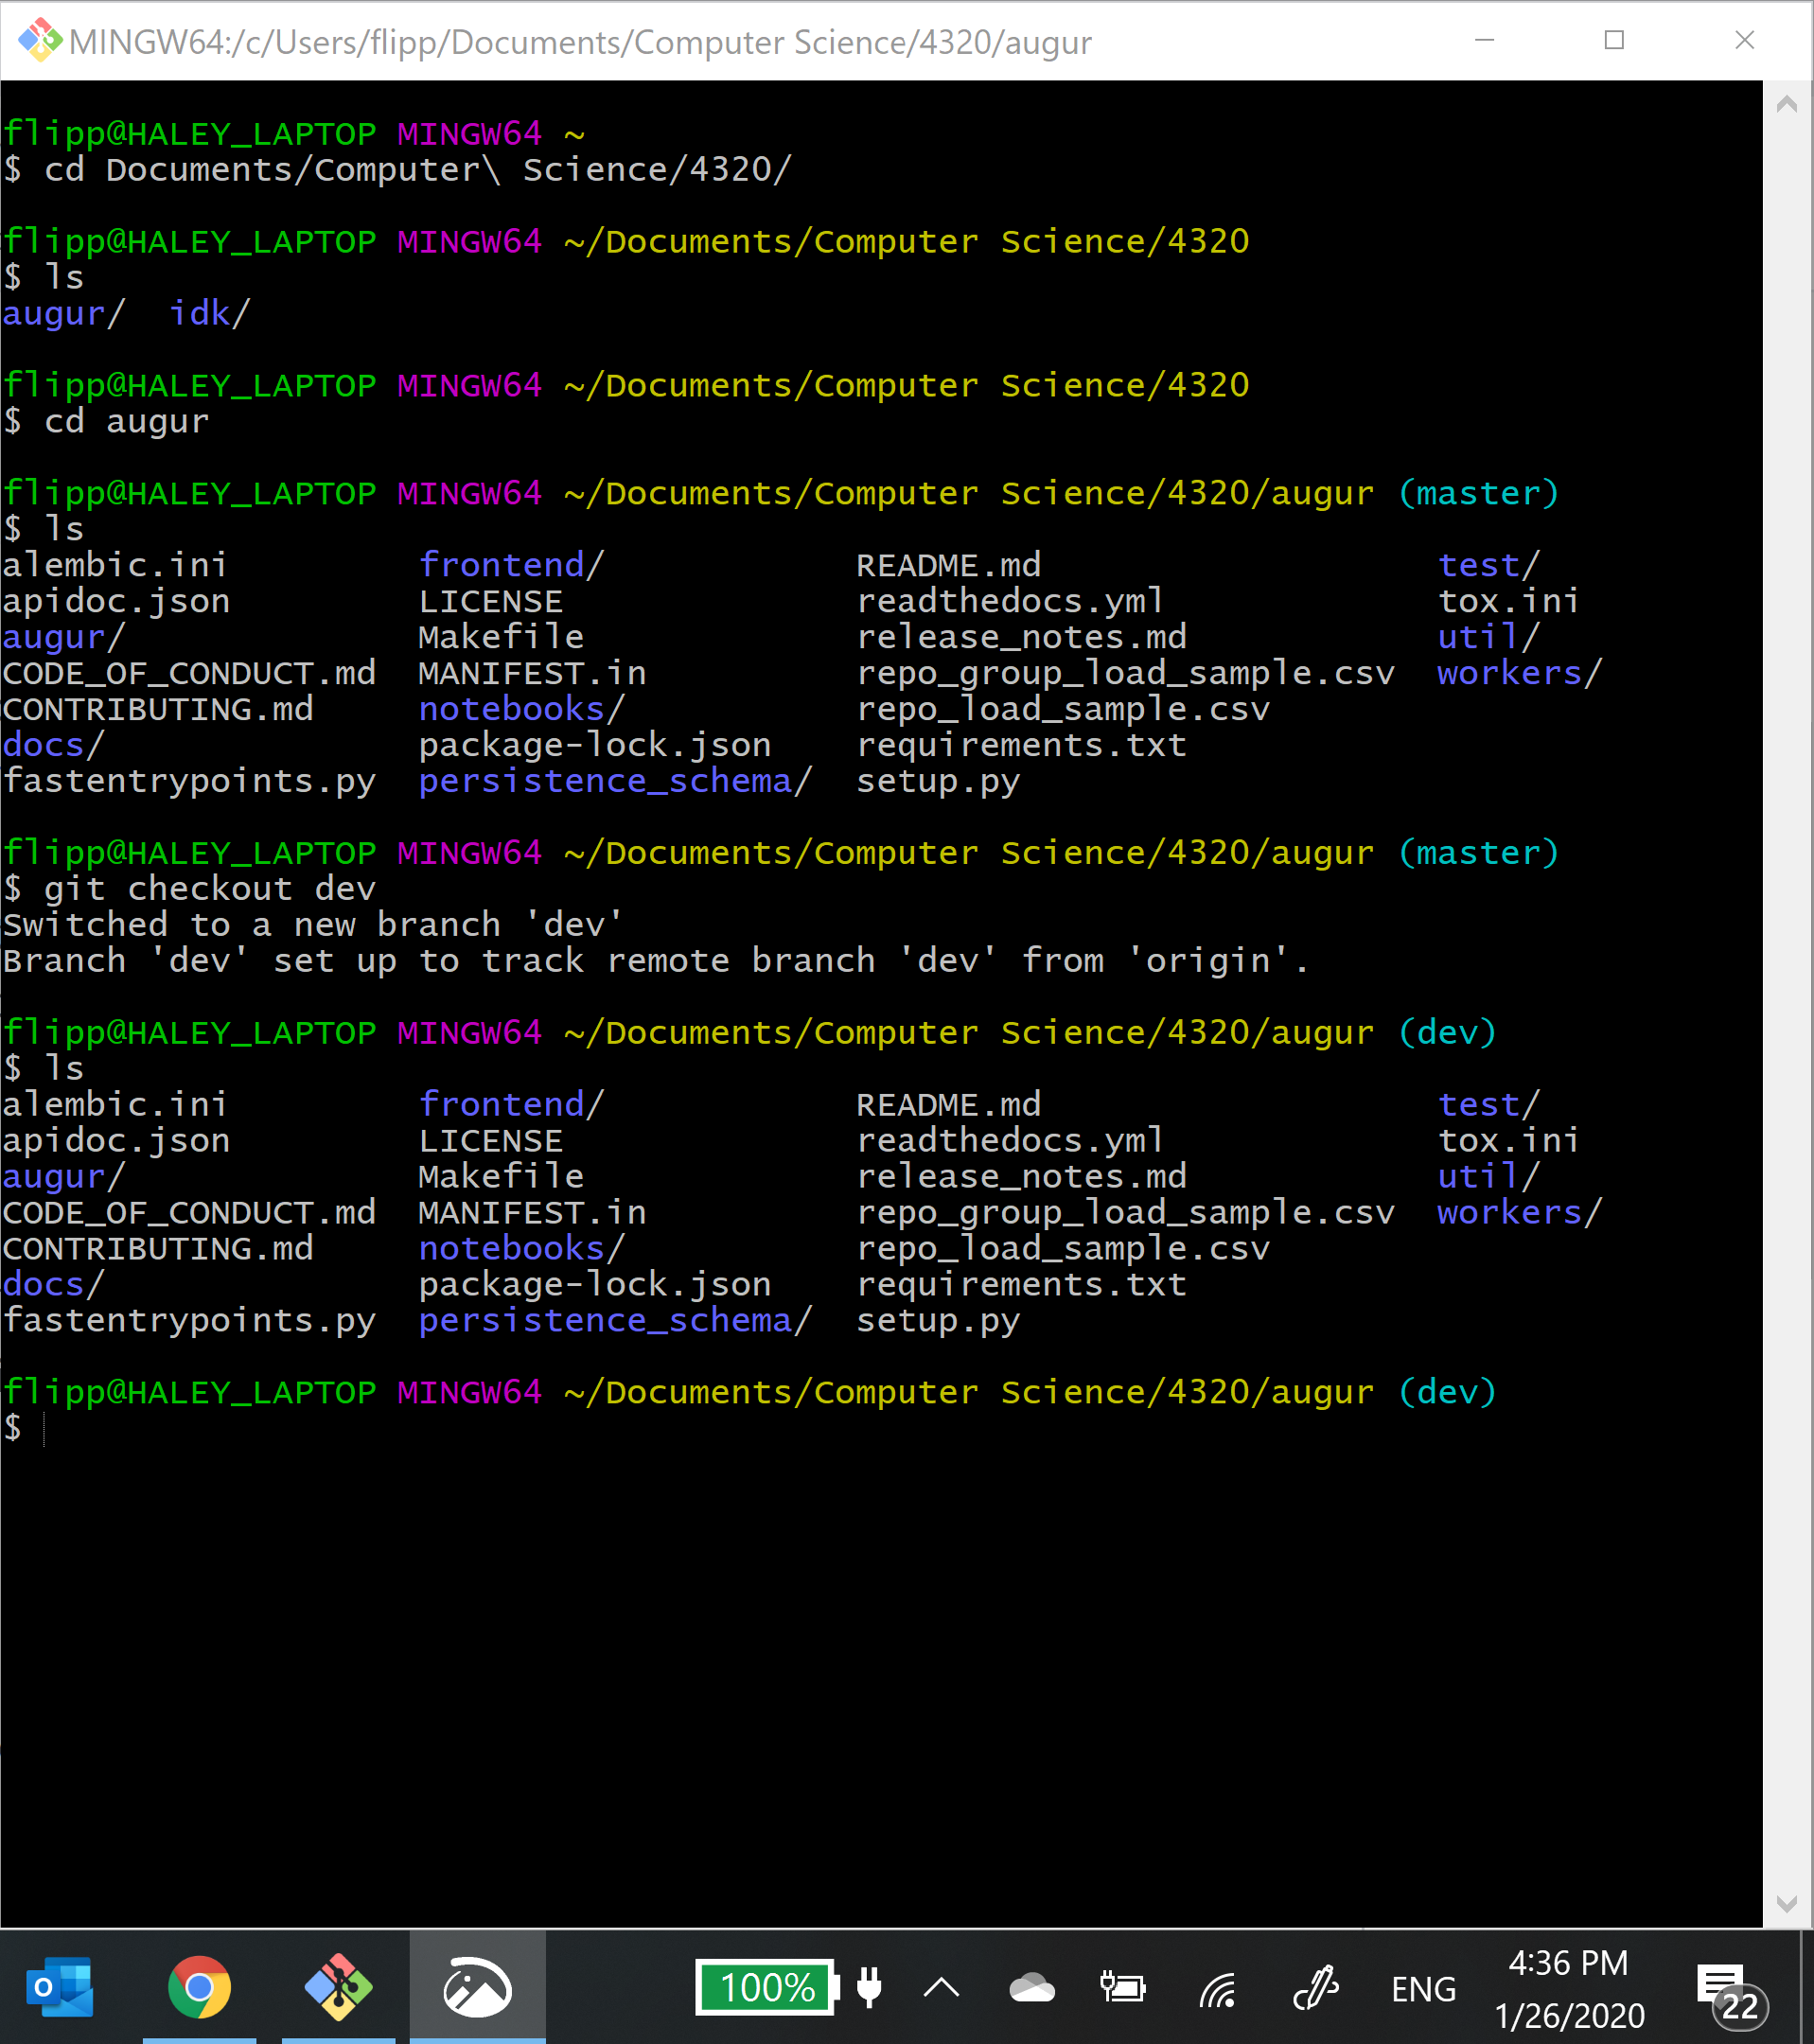 MINGW64:/c/Users/flipp/Documents/Computer Science/4320/augur
flipp@HALEY_LAPTOP MINGW64 ~
$ cd Documents/Computer\ Science/4320/
flipp@HALEY_LAPTOP MINGW64 ~/Documents/Computer Science/4320
$ ls
augur/  idk/
flipp@HALEY_LAPTOP MINGW64 ~/Documents/Computer Science/4320
$ cd augur
flipp@HALEY_LAPTOP MINGW64 ~/Documents/Computer Science/4320/augur (master)
$ ls
alembic.ini         frontend/            README.md                   test/
apidoc.json         LICENSE              readthedocs.yml             tox.ini
augur/              Makefile             release_notes.md            util/
CODE_OF_CONDUCT.md  MANIFEST.in          repo_group_load_sample.csv  workers/
CONTRIBUTING.md     notebooks/           repo_load_sample.csv
docs/               package-lock.json    requirements.txt
fastentrypoints.py  persistence_schema/  setup.py
flipp@HALEY_LAPTOP MINGW64 ~/Documents/Computer Science/4320/augur (master)
$ git checkout dev
Switched to a new branch 'dev'
Branch 'dev' set up to track remote branch 'dev' from 'origin'.
flipp@HALEY_LAPTOP MINGW64 ~/Documents/Computer Science/4320/augur (dev)
$ ls
alembic.ini         frontend/            README.md                   test/
apidoc.json         LICENSE              readthedocs.yml             tox.ini
augur/              Makefile             release_notes.md            util/
CODE_OF_CONDUCT.md  MANIFEST.in          repo_group_load_sample.csv  workers/
CONTRIBUTING.md     notebooks/           repo_load_sample.csv
docs/               package-lock.json    requirements.txt
fastentrypoints.py  persistence_schema/  setup.py
flipp@HALEY_LAPTOP MINGW64 ~/Documents/Computer Science/4320/augur (dev)
$
100% ENG 4:36 PM
1/26/2020 22